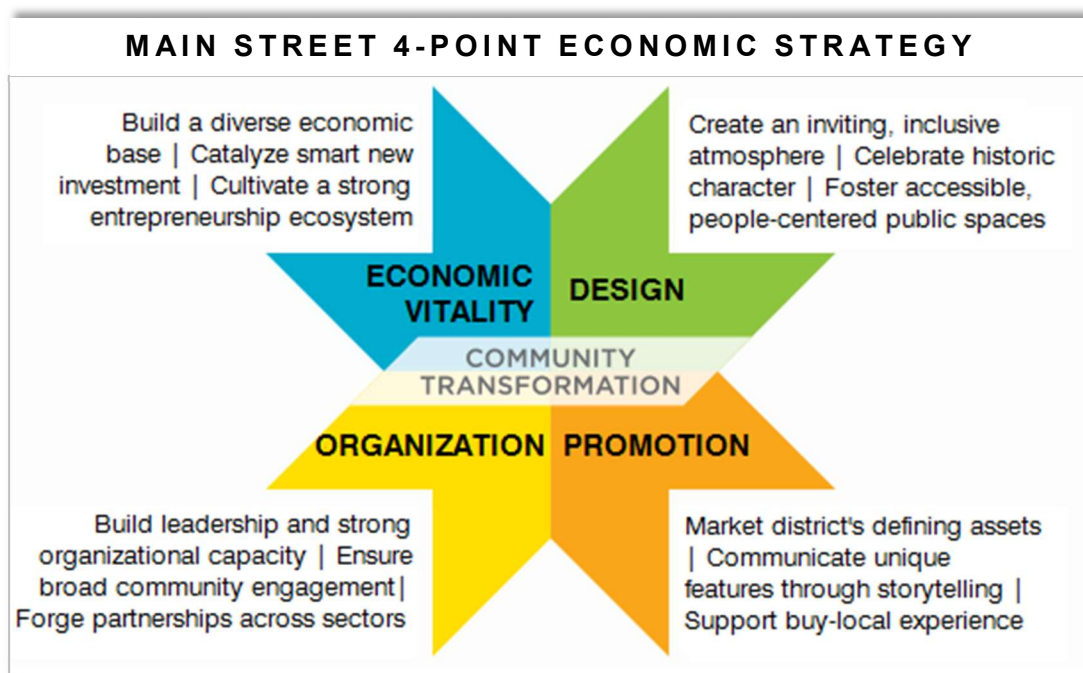 MAIN STREET 4-POINT ECONOMIC STRATEGY
Build a diverse economic
base | Catalyze smart new
investment | Cultivate a strong
entrepreneurship ecosystem
Create an inviting, inclusive
atmosphere | Celebrate historic
character | Foster accessible,
people-centered public spaces
ECONOMIC
VITALITY
DESIGN
COMMUNITY
TRANSFORMATION
ORGANIZATION
PROMOTION
Build leadership and strong
organizational capacity | Ensure
broad community engagement|
Forge partnerships across sectors
Market district's defining assets
| Communicate unique
features through storytelling |
Support buy-local experience